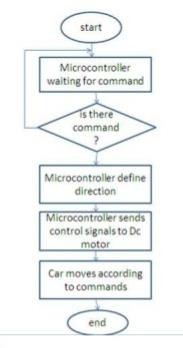 start
Microcontroller
waiting for command
Is there
command
?
Microcontroller define
direction
Microcontroller sends
control signals to Dc
motor
Car moves according
to commands
end